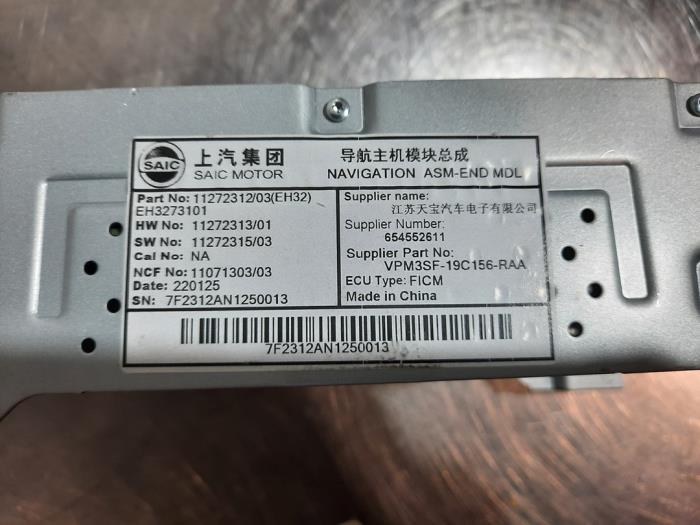 SAIC
上汽集团
SAIC MOTOR
导航主机模块总成
NAVIGATION ASM-END MDL
Part No: 11272312/03(EH32)
EH3273101
HW No: 11272313/01
SW No: 11272315/03
Cal No: NA
NCF No: 11071303/03
Date: 220125
SN: 7F2312AN1250013
Supplier name:
江苏天宝汽车电子有限公司
Supplier Number:
654552611
Supplier Part No:
VPM3SF-19C156-RAA
ECU Type: FICM
Made in China
7F2312AN1250013